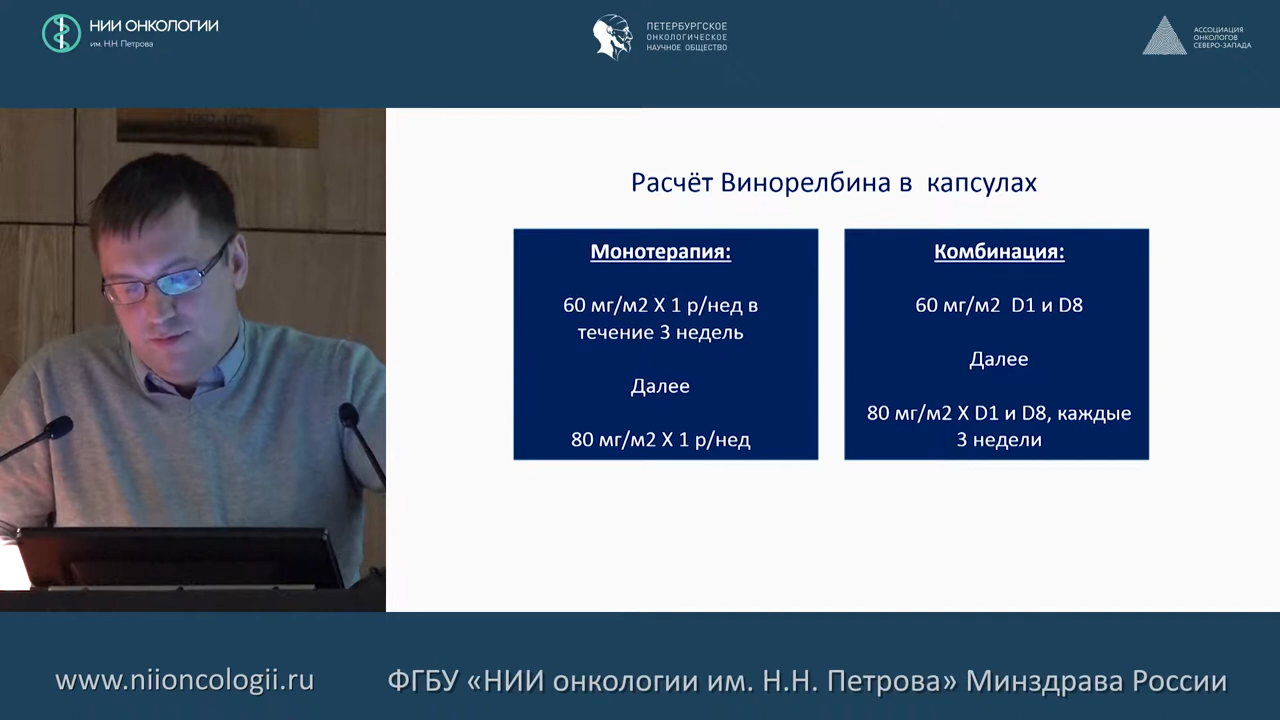 НИИ ОНКОЛОГИИ
им. Н.Н. Петрова
ПЕТЕРБУРГСКОЕ
ОНКОЛОГИЧЕСКОЕ
НАУЧНОЕ ОБЩЕСТВО
АССОЦИАЦИЯ
ОНКОЛОГОВ
СЕВЕРО-ЗАПАДА
Расчёт Винорелбина в капсулах
Монотерапия:
60 мг/м2 X 1 р/нед в
течение 3 недель
Далее
80 мг/м2 X 1 р/нед
Комбинация:
60 мг/м2 D1 и D8
Далее
80 мг/м2 X D1 и D8, каждые
3 недели
www.niioncologii.ru
ФГБУ «НИИ онкологии им. Н.Н. Петрова» Минздрава России